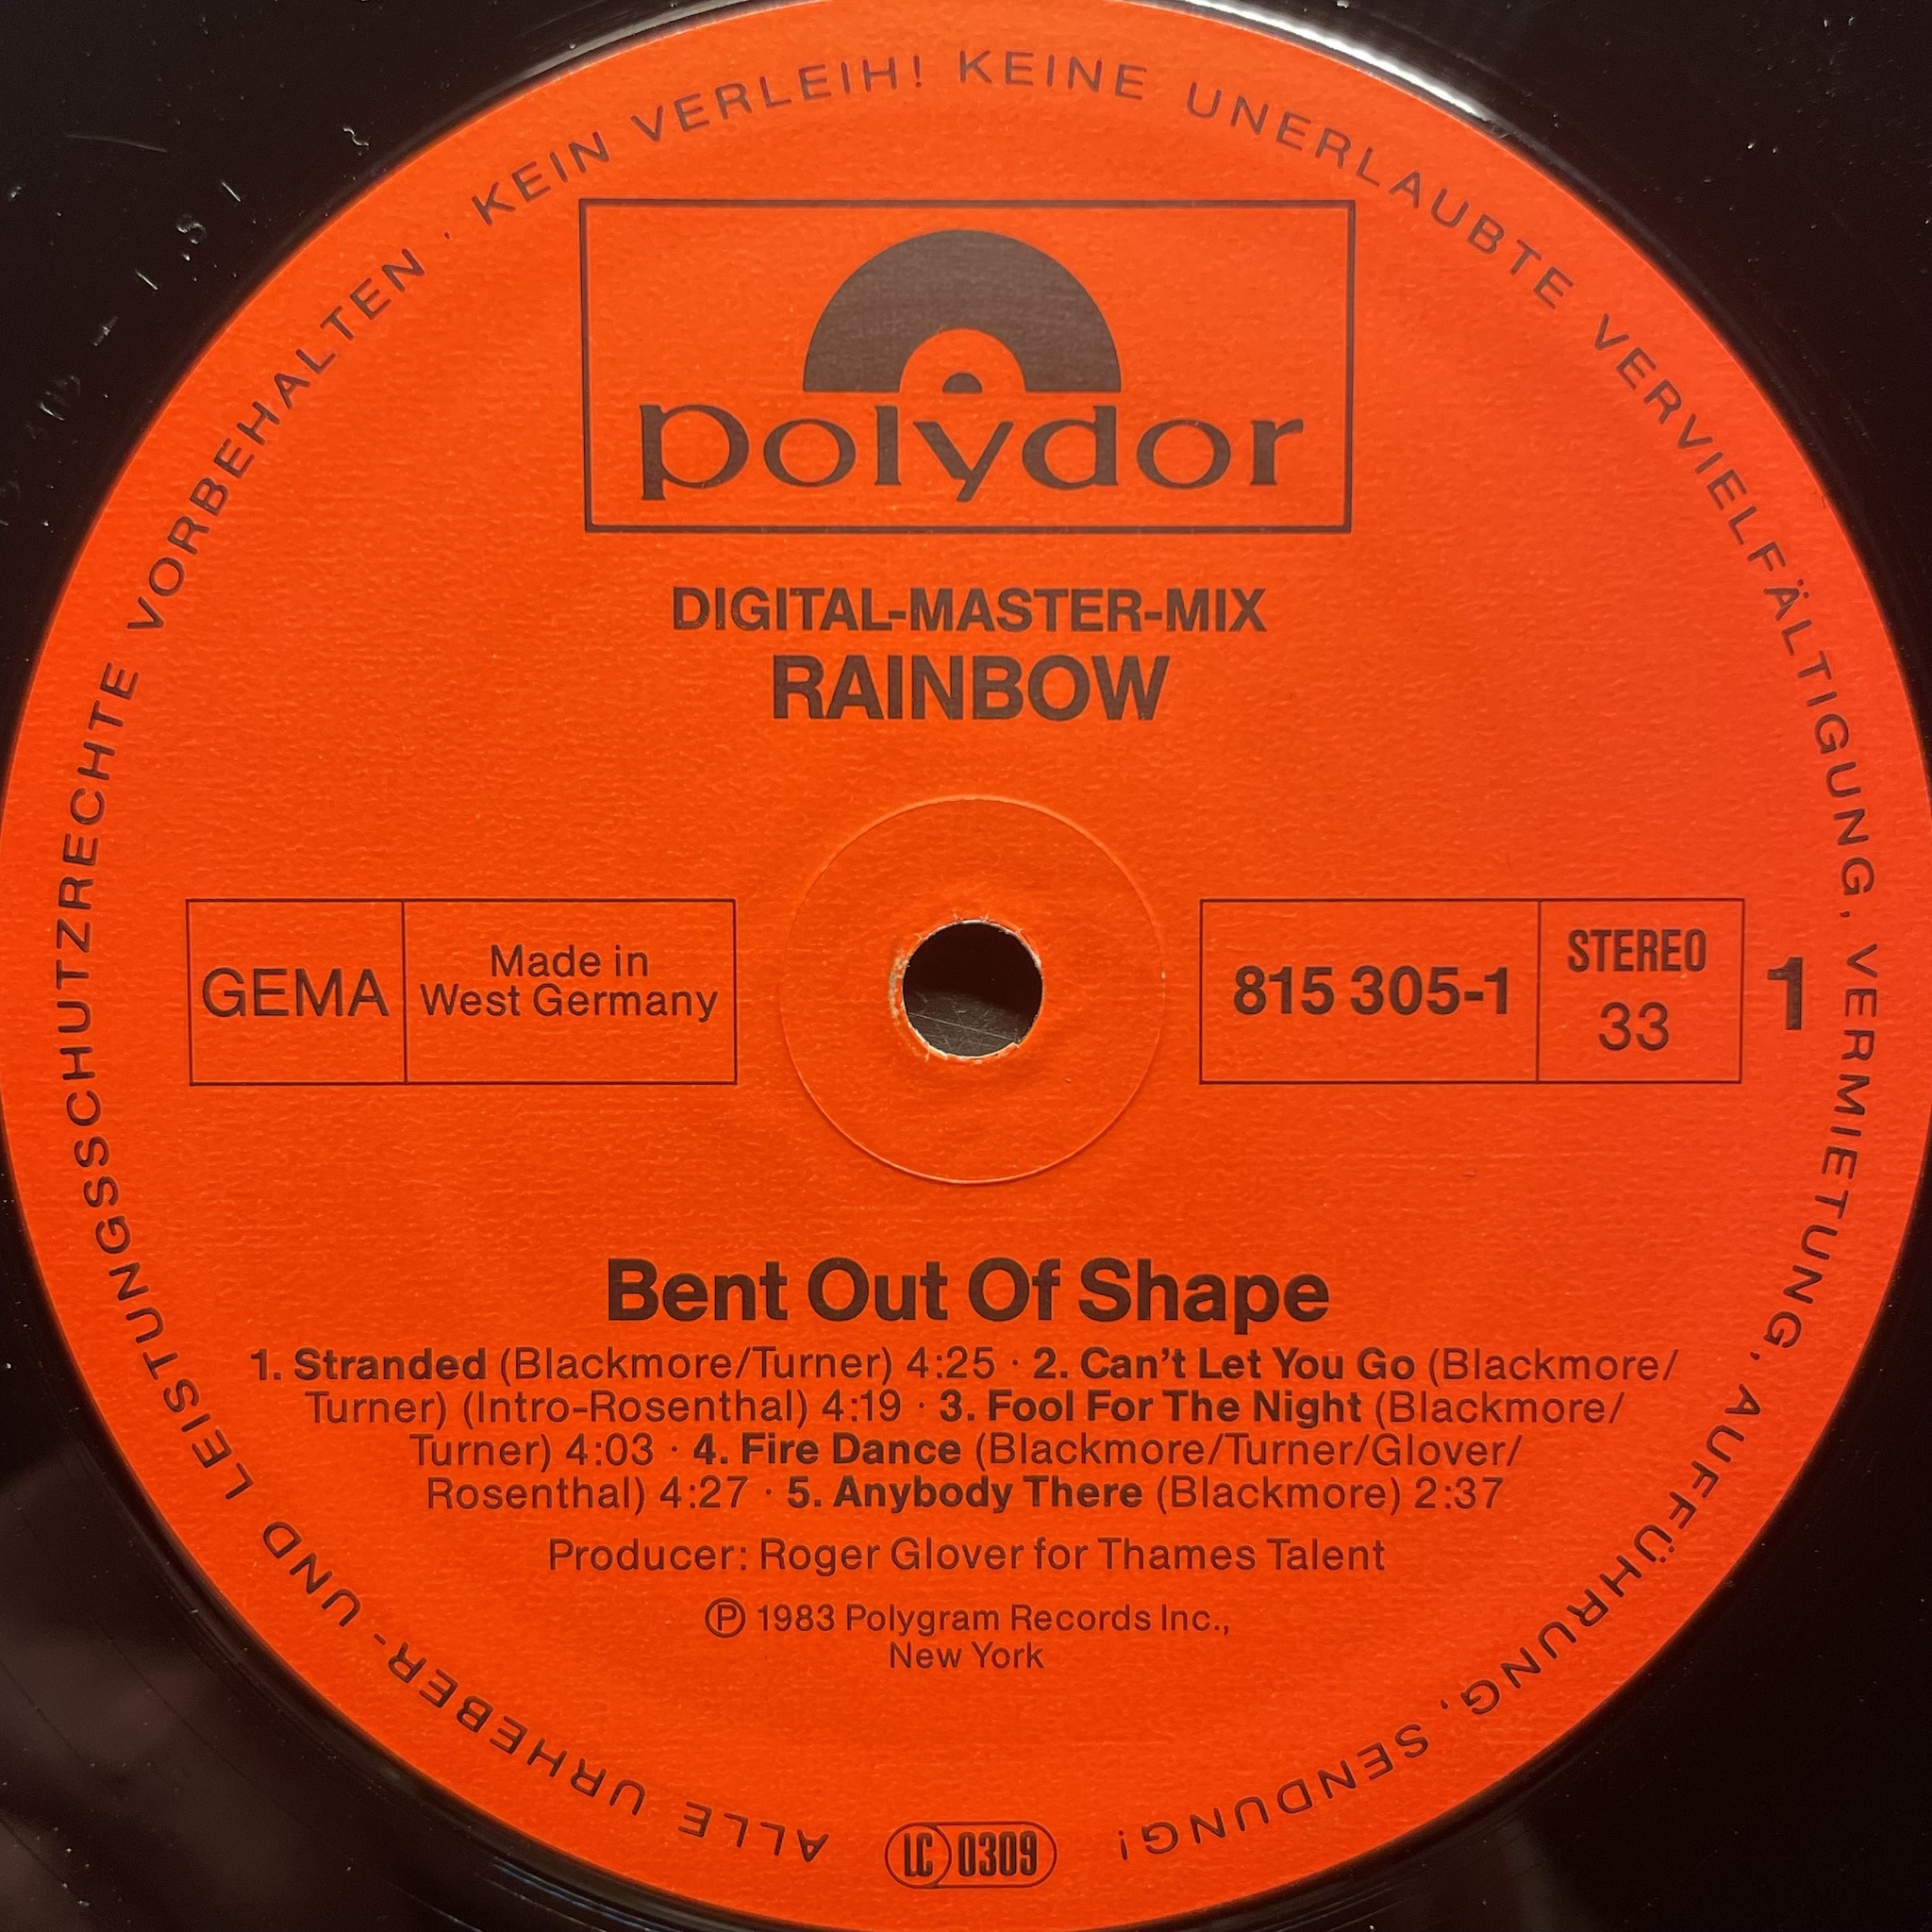 ALLE URHEBER- UND LEISTUNGSSCHUTZRECHTE VORBEHALTEN · KEIN VERLEIH! KEINE UNERLAUBTE VERVIELFÄLTIGUNG, VERMIETUNG, AUFFÜHRUNG, SENDUNG!
polydor
DIGITAL-MASTER-MIX
RAINBOW
GEMA
Made in
West Germany
815 305-1
STEREO
33
1
Bent Out Of Shape
1. Stranded (Blackmore/Turner) 4:25 · 2. Can't Let You Go (Blackmore/
Turner) (Intro-Rosenthal) 4:19 · 3. Fool For The Night (Blackmore/
Turner) 4:03 · 4. Fire Dance (Blackmore/Turner/Glover/
Rosenthal) 4:27 · 5. Anybody There (Blackmore) 2:37
Producer: Roger Glover for Thames Talent
Ⓟ 1983 Polygram Records Inc.,
New York
LC 0309